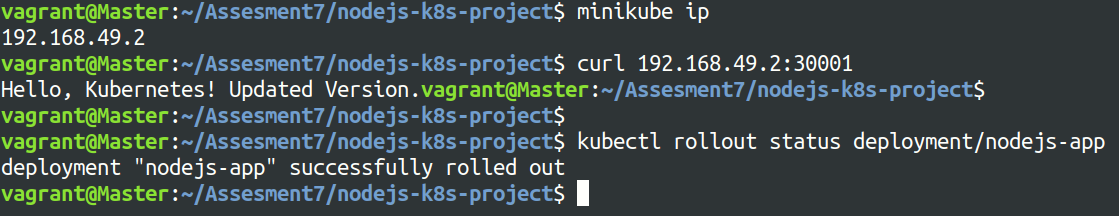 vagrant@Master:~/Assesment7/nodejs-k8s-project$ minikube ip
192.168.49.2
vagrant@Master:~/Assesment7/nodejs-k8s-project$ curl 192.168.49.2:30001
Hello, Kubernetes! Updated Version.vagrant@Master:~/Assesment7/nodejs-k8s-project$
vagrant@Master:~/Assesment7/nodejs-k8s-project$
vagrant@Master:~/Assesment7/nodejs-k8s-project$ kubectl rollout status deployment/nodejs-app
deployment "nodejs-app" successfully rolled out
vagrant@Master:~/Assesment7/nodejs-k8s-project$